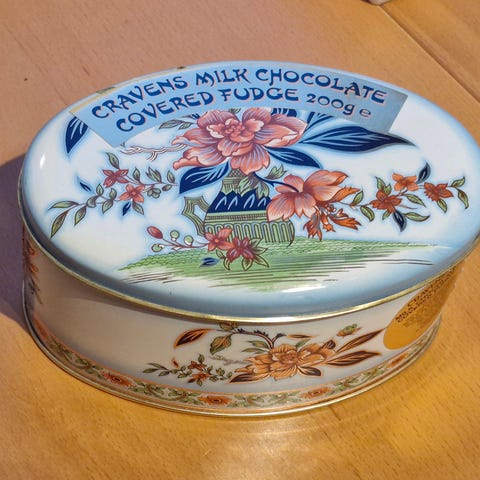 CRAVENS MILK CHOCOLATE
COVERED FUDGE 200g e